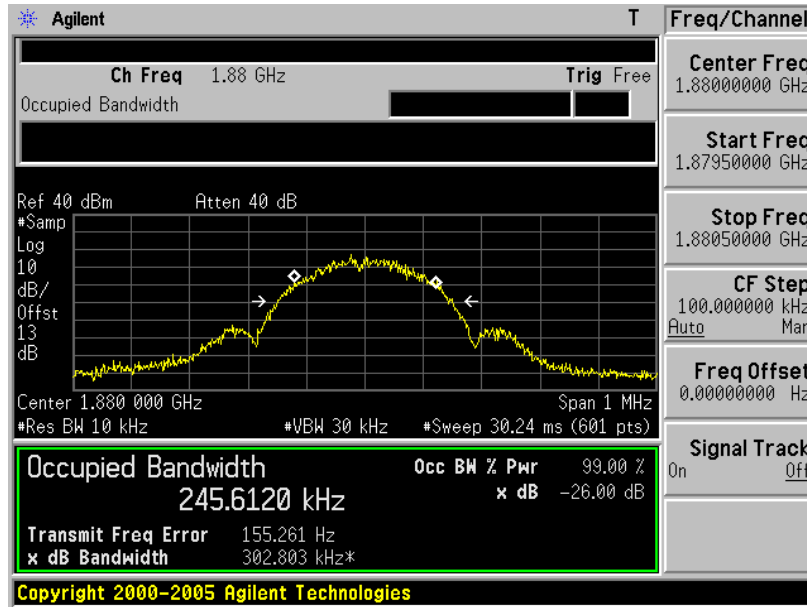 Agilent
T
Freq/Channel
Ch Freq 1.88 GHz
Trig Free
Occupied Bandwidth
Center Freq
1.88000000 GHz
Start Freq
1.87950000 GHz
Stop Freq
1.88050000 GHz
CF Step
100.000000 kHz
Auto Man
Freq Offset
0.00000000 Hz
Signal Track
On Off
Ref 40 dBm Atten 40 dB
#Samp
Log
10
dB/
Offst
13
dB
Center 1.880 000 GHz Span 1 MHz
#Res BW 10 kHz #VBW 30 kHz #Sweep 30.24 ms (601 pts)
Occupied Bandwidth
245.6120 kHz
Occ BW % Pwr 99.00 %
x dB -26.00 dB
Transmit Freq Error 155.261 Hz
x dB Bandwidth 302.803 kHz*
Copyright 2000-2005 Agilent Technologies